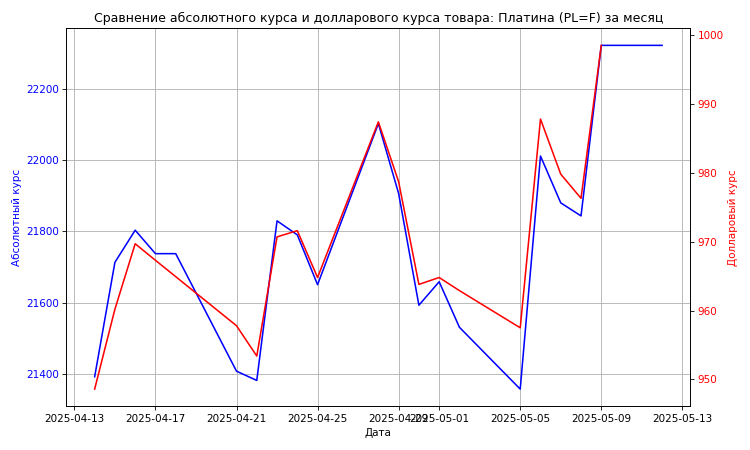 Сравнение абсолютного курса и долларового курса товара: Платина (PL=F) за месяц
Абсолютный курс
22200
22000
21800
21600
21400
1000
990
980
970
960
950
Долларовый курс
2025-04-13 2025-04-17 2025-04-21 2025-04-25 2025-04-29 2025-05-01 2025-05-05 2025-05-09 2025-05-13
Дата